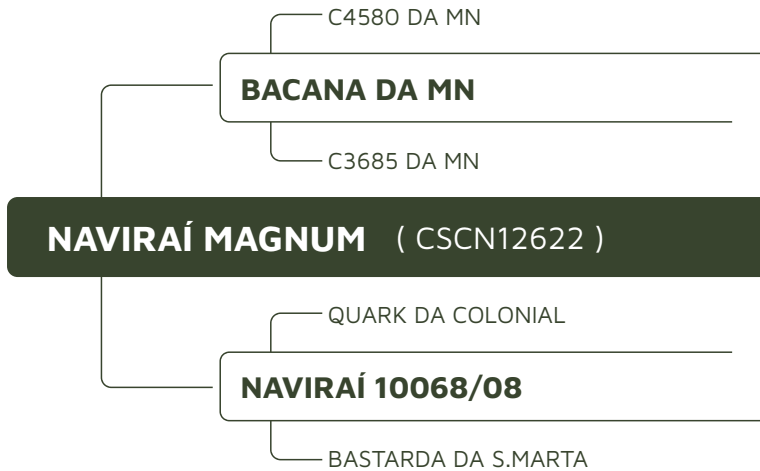 C4580 DA MN
BACANA DA MN
C3685 DA MN
NAVIRAÍ MAGNUM ( CSCN12622 )
QUARK DA COLONIAL
NAVIRAÍ 10068/08
BASTARDA DA S.MARTA